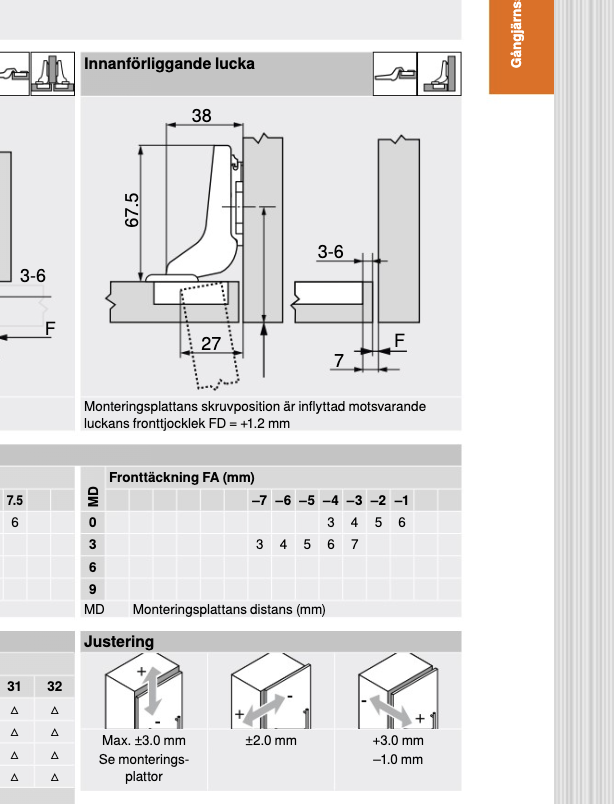 Gångjärns
Innanförliggande lucka
38
67.5
27
3-6
F
7
3-6
F
Monteringsplattans skruvposition är inflyttad motsvarande
luckans fronttjocklek FD = +1.2 mm
7.5
6
MD
Fronttäckning FA (mm)
–7 –6 –5 –4 –3 –2 –1
0 3 4 5 6
3 3 4 5 6 7
6
9
MD Monteringsplattans distans (mm)
31 32
Justering
+ -
+ -
- +
Max. ±3.0 mm
Se monterings-
plattor
±2.0 mm
+3.0 mm
–1.0 mm